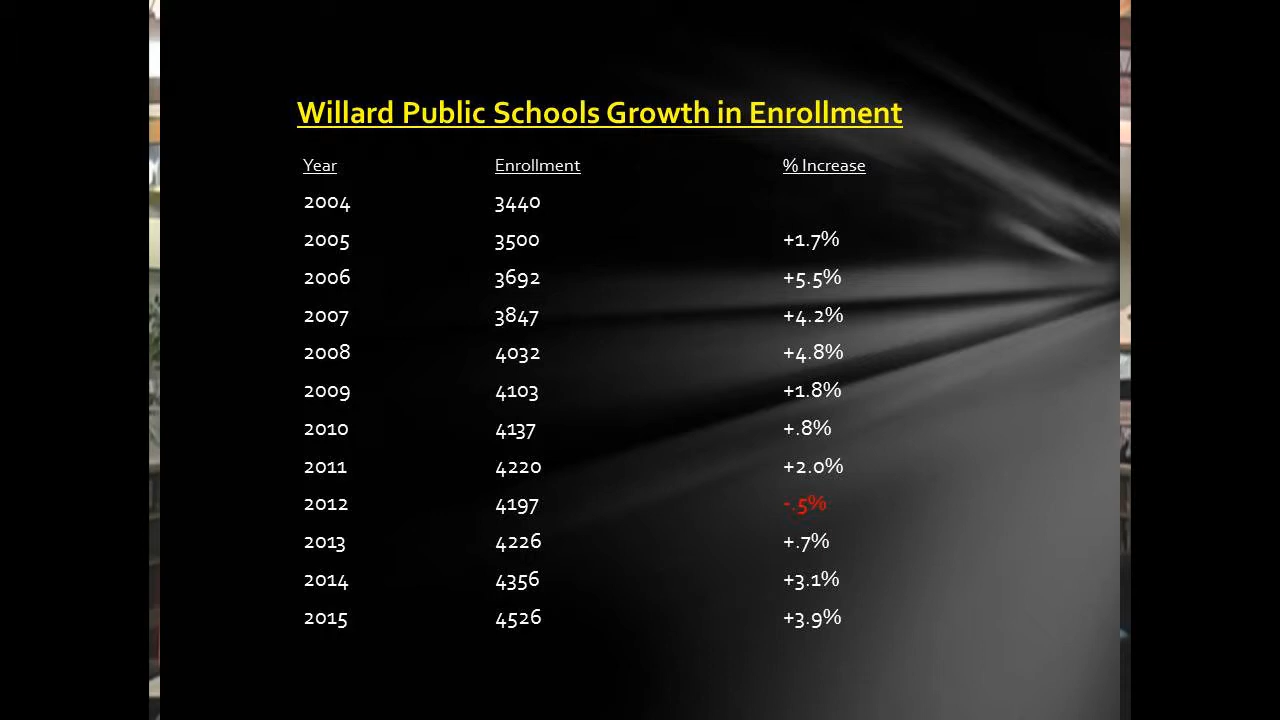 Willard Public Schools Growth in Enrollment
Year Enrollment % Increase
2004 3440
2005 3500 +1.7%
2006 3692 +5.5%
2007 3847 +4.2%
2008 4032 +4.8%
2009 4103 +1.8%
2010 4137 +.8%
2011 4220 +2.0%
2012 4197 -.5%
2013 4226 +.7%
2014 4356 +3.1%
2015 4526 +3.9%